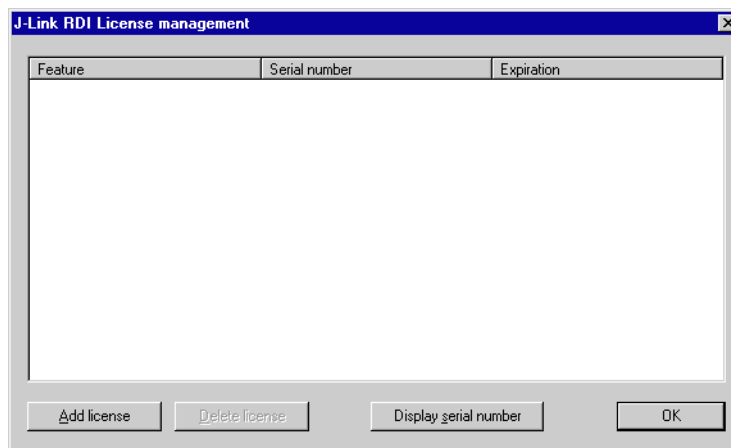 J-Link RDI License management
Feature Serial number Expiration
Add license Delete license Display serial number OK